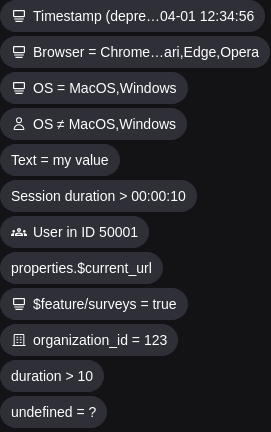 Timestamp (depre…04-01 12:34:56
Browser = Chrome…ari,Edge,Opera
OS = MacOS,Windows
OS ≠ MacOS,Windows
Text = my value
Session duration > 00:00:10
User in ID 50001
properties.$current_url
$feature/surveys = true
organization_id = 123
duration > 10
undefined = ?